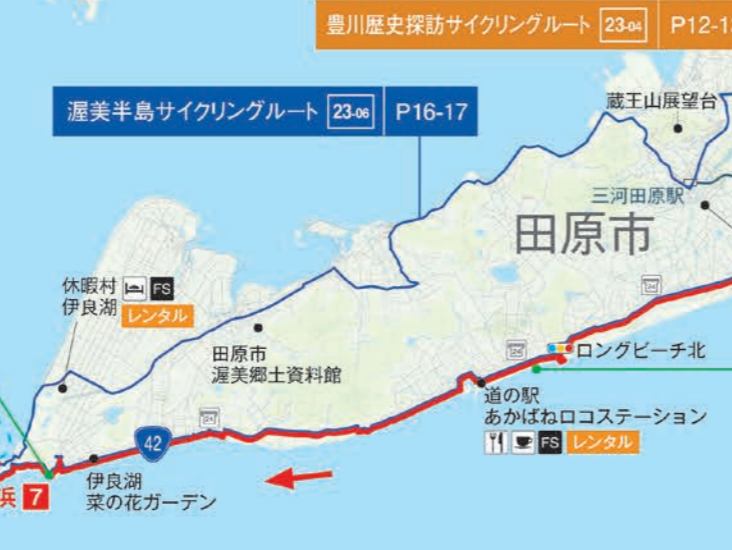 豊川歴史探訪サイクリングルート 23-04 P12-1
渥美半島サイクリングルート 23-06 P16-17
蔵王山展望台
三河田原駅
田原市
休暇村
伊良湖
FS
レンタル
田原市
渥美郷土資料館
ロングビーチ北
道の駅
あかばねロコステーション
FS レンタル
42
伊良湖
菜の花ガーデン
浜 7